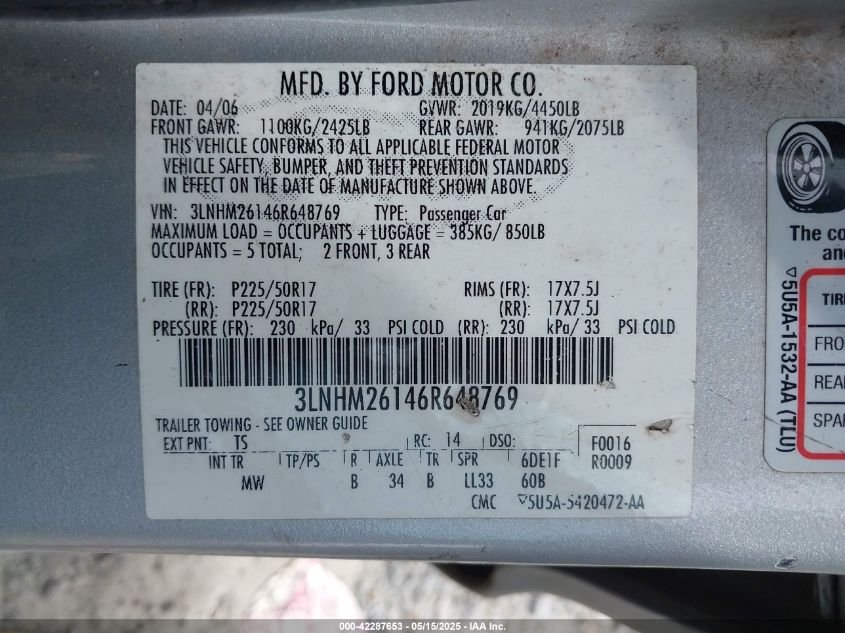 MFD. BY FORD MOTOR CO.
DATE: 04/06 GVWR: 2019KG/4450LB
FRONT GAWR: 1100KG/2425LB REAR GAWR: 941KG/2075LB
THIS VEHICLE CONFORMS TO ALL APPLICABLE FEDERAL MOTOR
VEHICLE SAFETY, BUMPER, AND THEFT PREVENTION STANDARDS
IN EFFECT ON THE DATE OF MANUFACTURE SHOWN ABOVE.
VIN: 3LNHM26146R648769 TYPE: Passenger Car
MAXIMUM LOAD = OCCUPANTS + LUGGAGE = 385KG/ 850LB
OCCUPANTS = 5 TOTAL; 2 FRONT, 3 REAR
TIRE (FR): P225/50R17 RIMS (FR): 17X7.5J
(RR): P225/50R17 (RR): 17X7.5J
PRESSURE (FR): 230 kPa/ 33 PSI COLD (RR): 230 kPa/ 33 PSI COLD
3LNHM26146R648769
TRAILER TOWING - SEE OWNER GUIDE
EXT PNT: TS RC: 14 DSO: F0016
INT TR TP/PS R AXLE TR SPR 6DE1F R0009
MW B 34 B LL33 60B
CMC 5U5A-5420472-AA
The co
an
TIR
FRO
REA
SPA
5U5A-1532-AA (TLU)
000-42287653 - 05/15/2025 - IAA Inc.